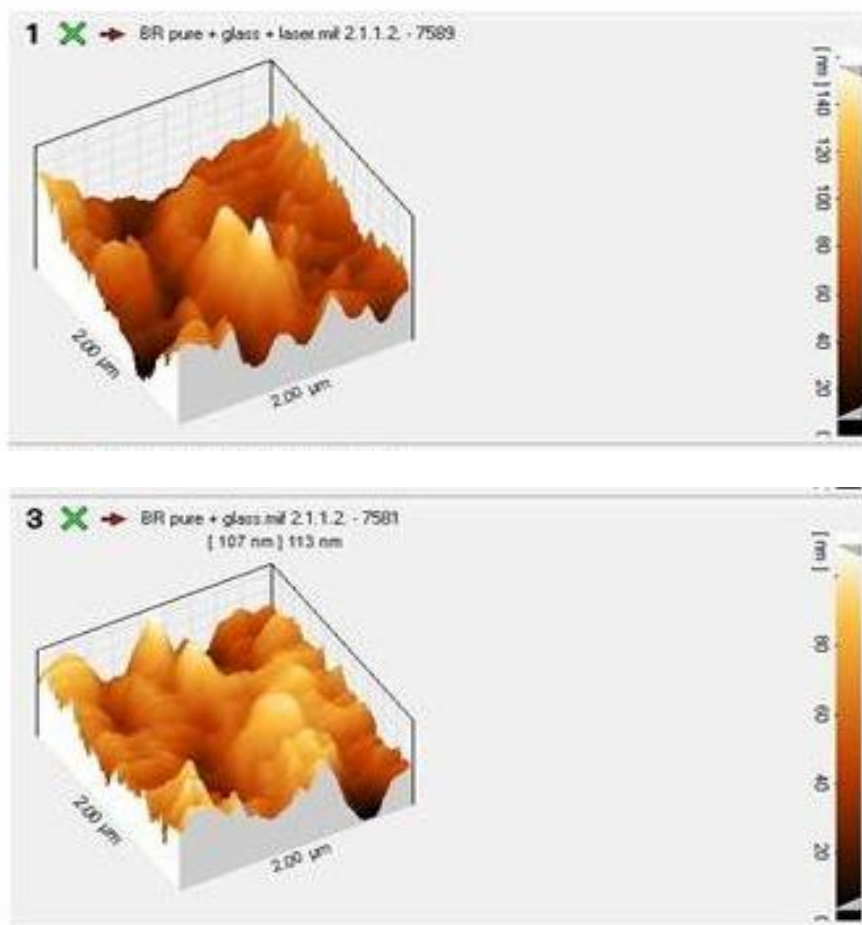 1 BR pure + glass + laser.mif 2.1.1.2. - 7589
[ nm ]
140
120
100
80
60
40
20
2.00 µm
2.00 µm
3 BR pure + glass.mif 2.1.1.2. - 7581
[ 107 nm ] 113 nm
[ nm ]
80
60
40
20
2.00 µm
2.00 µm